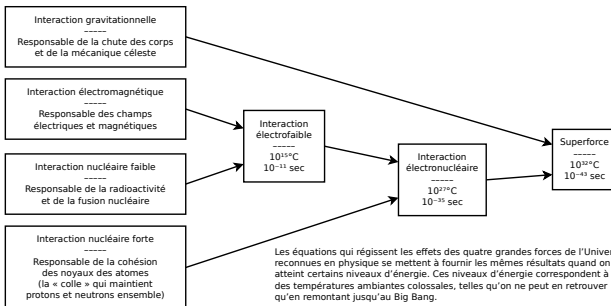 Interaction gravitationnelle
-----
Responsable de la chute des corps
et de la mécanique céleste
Interaction électromagnétique
-----
Responsable des champs
électriques et magnétiques
Interaction nucléaire faible
-----
Responsable de la radioactivité
et de la fusion nucléaire
Interaction nucléaire forte
-----
Responsable de la cohésion
des noyaux des atomes
(la « colle » qui maintient
protons et neutrons ensemble)
Interaction
électrofaible
-----
10¹⁵°C
10⁻¹¹ sec
Interaction
électronucléaire
-----
10²⁷°C
10⁻³⁵ sec
Superforce
-----
10³²°C
10⁻⁴³ sec
Les équations qui régissent les effets des quatre grandes forces de l'Univer
reconnues en physique se mettent à fournir les mêmes résultats quand on
atteint certains niveaux d'énergie. Ces niveaux d'énergie correspondent à
des températures ambiantes colossales, telles qu'on ne peut en retrouver
qu'en remontant jusqu'au Big Bang.